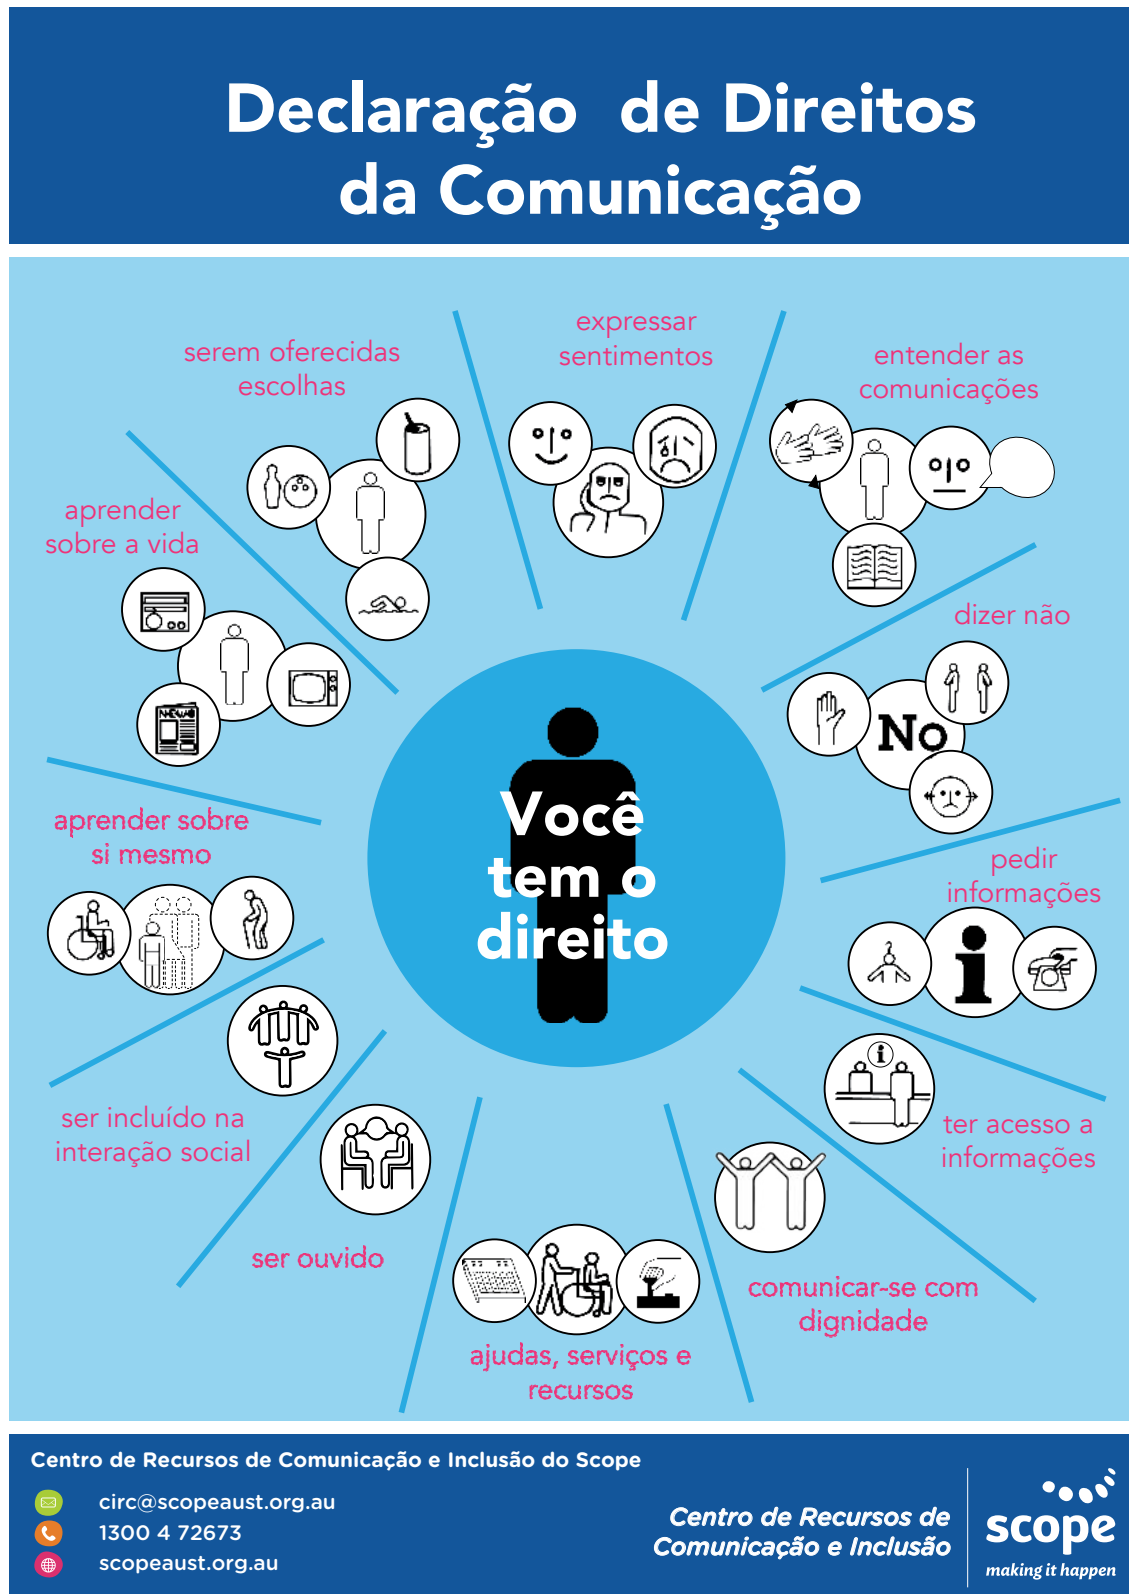 Declaração de Direitos
da Comunicação
expressar
sentimentos
serem oferecidas
escolhas
entender as
comunicações
aprender
sobre a vida
NEWS
dizer não
No
Você
tem o
direito
aprender sobre
si mesmo
pedir
informações
i
i
ter acesso a
informações
ser incluído na
interação social
ser ouvido
comunicar-se com
dignidade
ajudas, serviços e
recursos
Centro de Recursos de Comunicação e Inclusão do Scope
circ@scopeaust.org.au
1300 4 72673
scopeaust.org.au
Centro de Recursos de
Comunicação e Inclusão
scope
making it happen